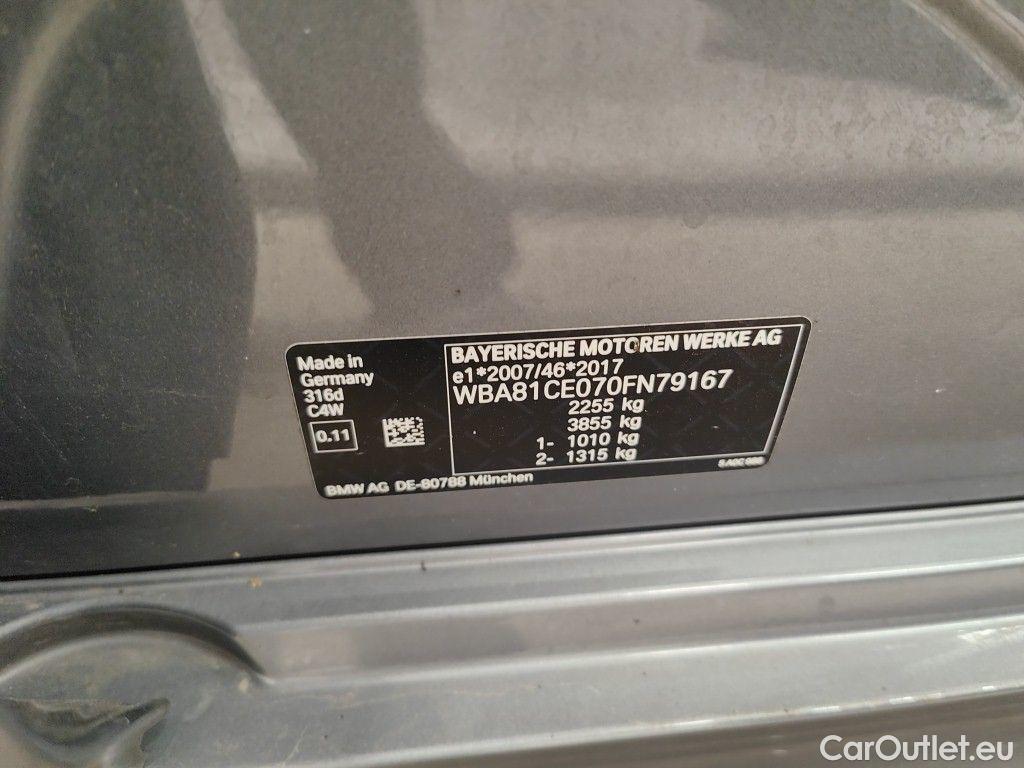 Made in
Germany
316d
C4W
0.11
BAYERISCHE MOTOREN WERKE AG
e1*2007/46*2017
WBA81CE070FN79167
2255 kg
3855 kg
1- 1010 kg
2- 1315 kg
BMW AG DE-80788 München
CarOutlet.eu